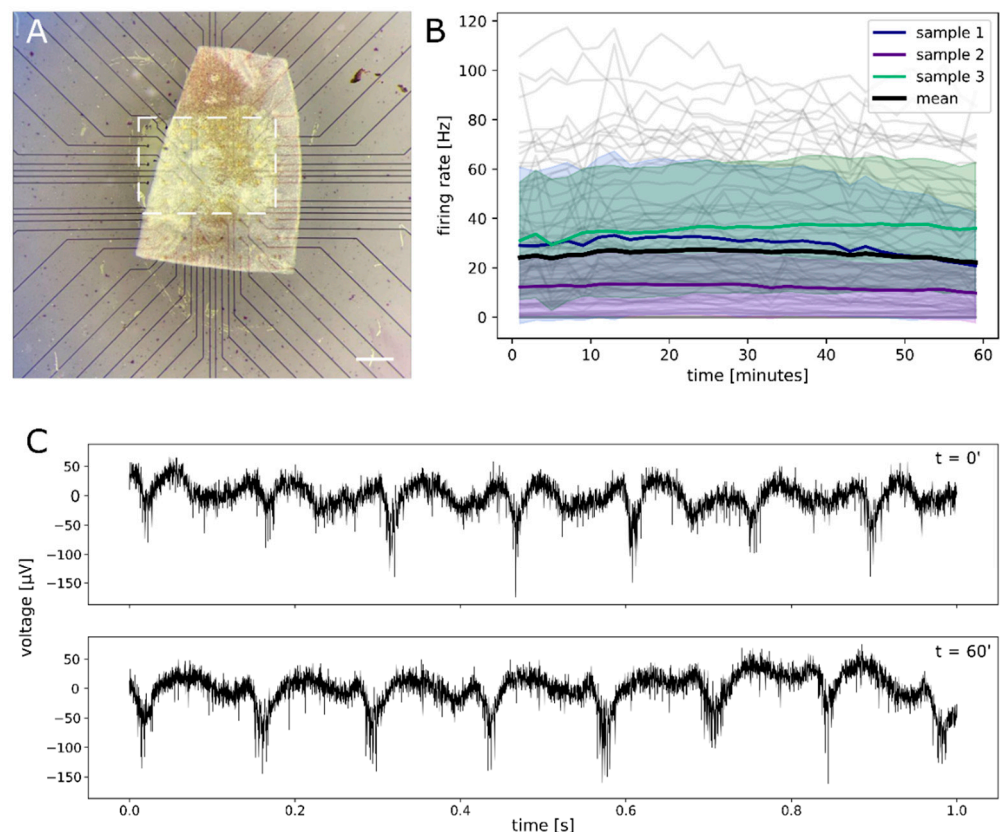 A
B
120
100
80
60
40
20
0
firing rate [Hz]
sample 1
sample 2
sample 3
mean
0
10
20
30
40
50
60
time [minutes]
C
t = 0'
50
0
−50
−100
−150
voltage [µV]
t = 60'
50
0
−50
−100
−150
0.0
0.2
0.4
0.6
0.8
1.0
time [s]